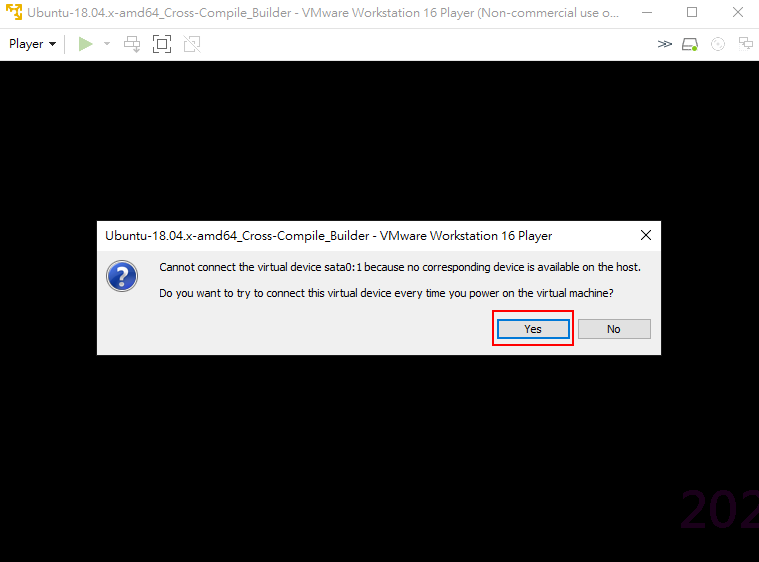 Ubuntu-18.04.x-amd64_Cross-Compile_Builder - VMware Workstation 16 Player (Non-commercial use o...
Player
Ubuntu-18.04.x-amd64_Cross-Compile_Builder - VMware Workstation 16 Player
Cannot connect the virtual device sata0:1 because no corresponding device is available on the host.
Do you want to try to connect this virtual device every time you power on the virtual machine?
Yes
No
202